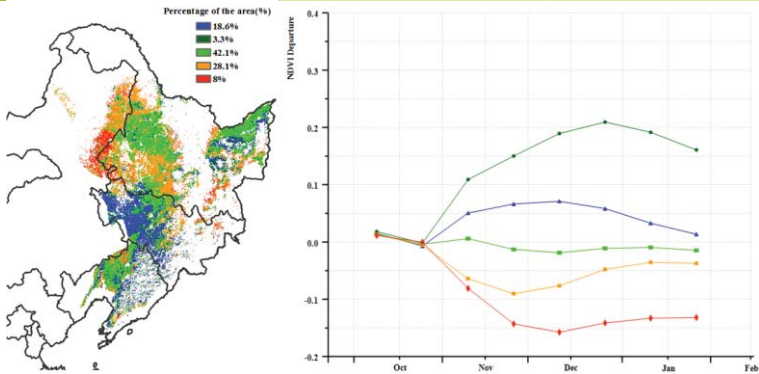 Percentage of the area(%)
18.6%
3.3%
42.1%
28.1%
8%
NDVI Departure
0.4
0.3
0.2
0.1
0.0
-0.1
-0.2
Oct
Nov
Dec
Jan
Feb